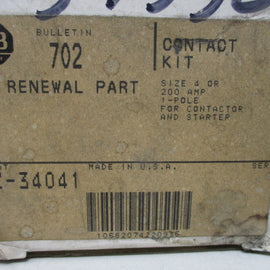 BULLETIN
702
RENEWAL PART
CONTACT
KIT
SIZE 4 OR
200 AMP
1-POLE
FOR CONTACTOR
AND STARTER
MADE IN U.S.A.
-34041